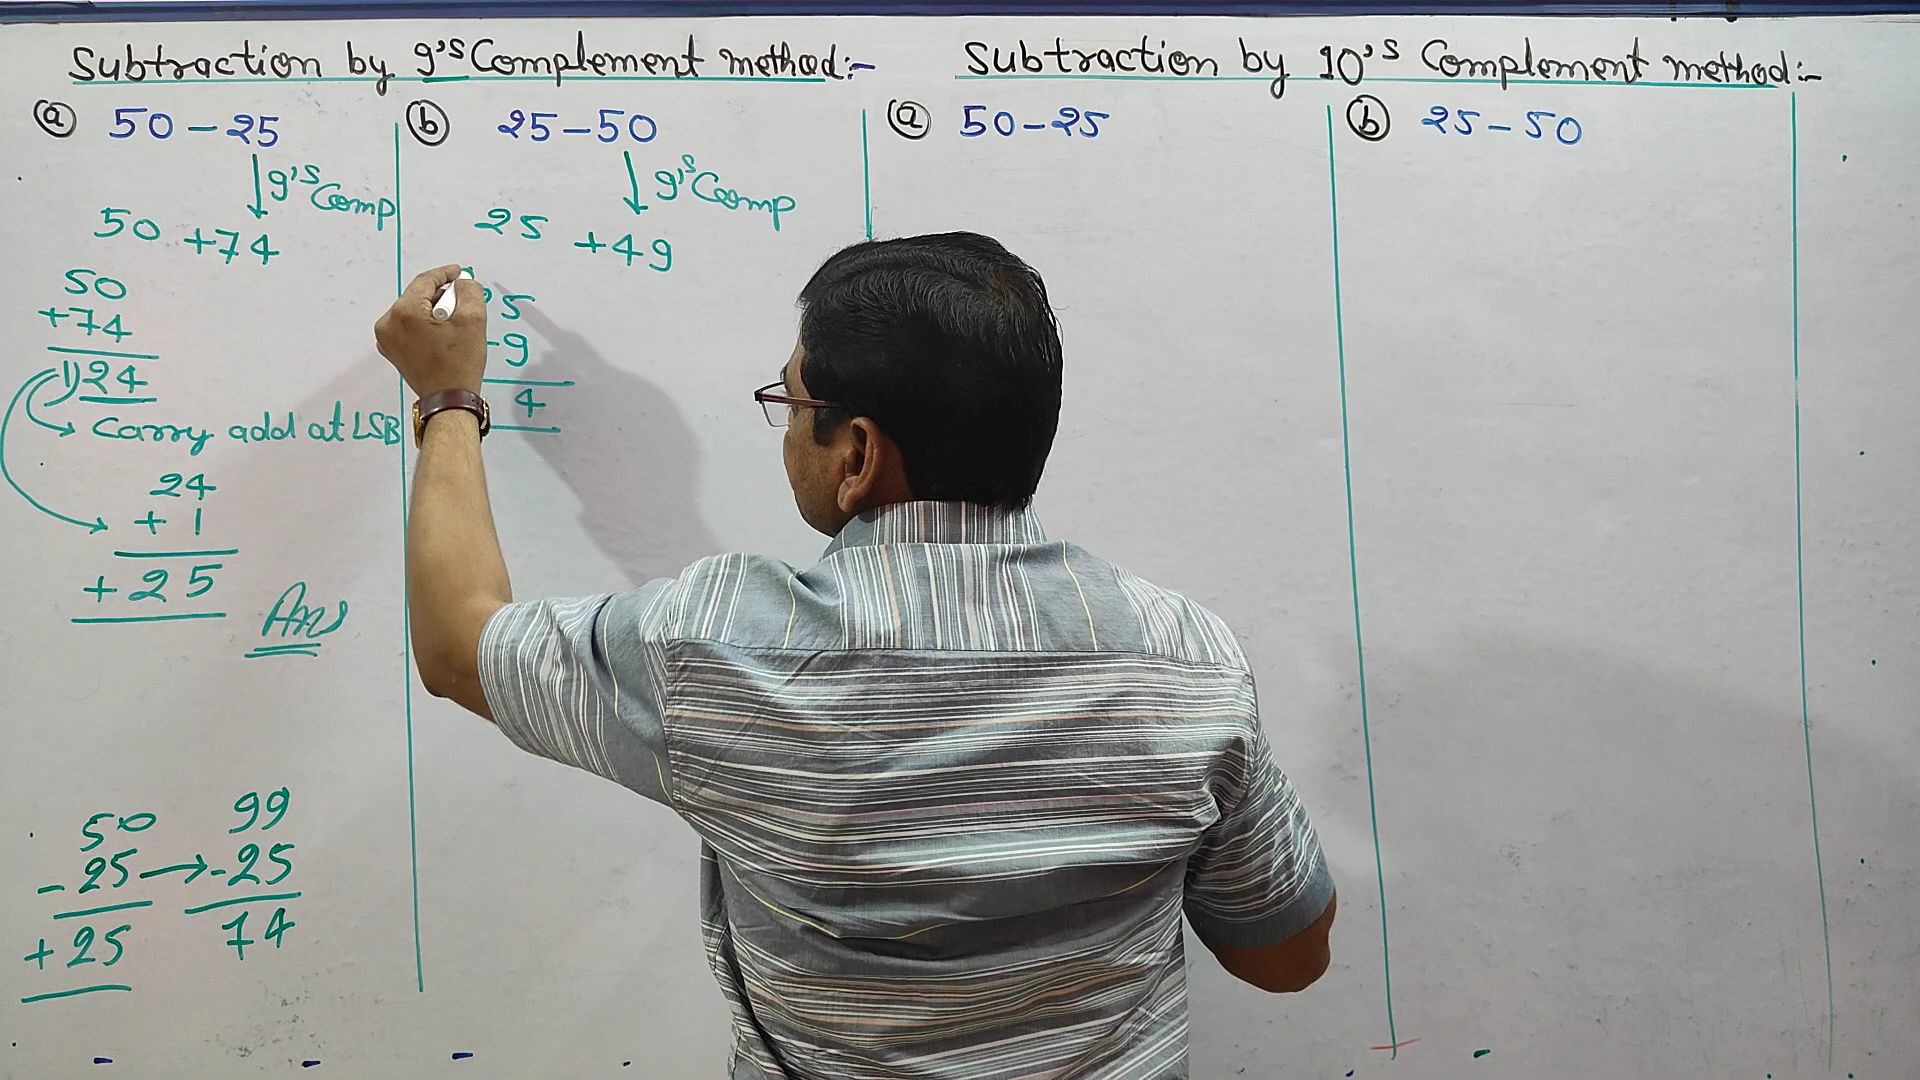 Subtraction by 9'S Complement method:-
(a) 50 - 25
9'S Comp
50 +74
50
+74
1) 24
Carry add at LSB
24
+ 1
+ 25
Ans
50
- 25
+ 25
99
- 25
74
(b) 25 - 50
9'S Comp
25 +49
5
9
4
Subtraction by 10'S Complement method:-
(a) 50 - 25
(b) 25 - 50